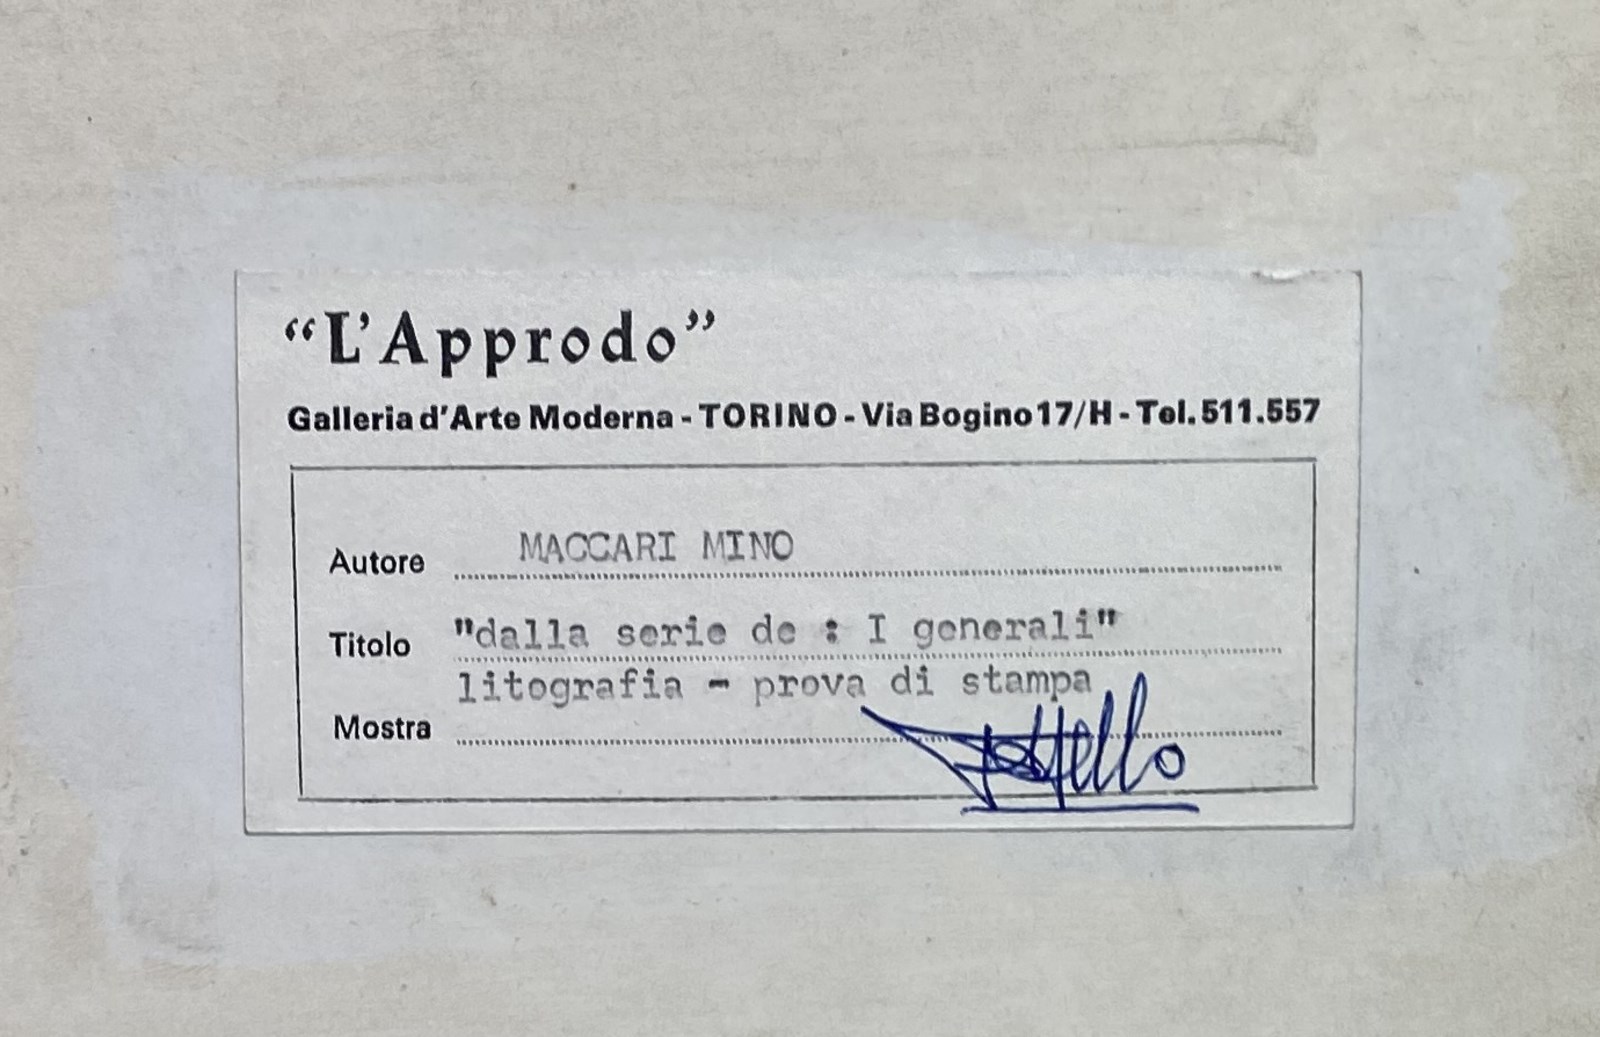 “L'Approdo”
Galleria d'Arte Moderna - TORINO - Via Bogino 17/H - Tel. 511.557
Autore MACCARI MINO
Titolo "dalla serie de : I generali"
litografia - prova di stampa
Mostra